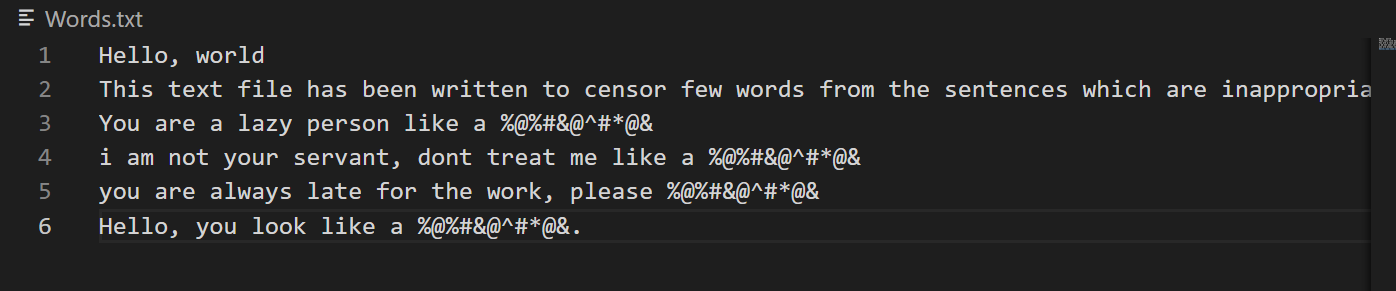 Words.txt
1 Hello, world
2 This text file has been written to censor few words from the sentences which are inappropria
3 You are a lazy person like a %@%#&@^#*@&
4 i am not your servant, dont treat me like a %@%#&@^#*@&
5 you are always late for the work, please %@%#&@^#*@&
6 Hello, you look like a %@%#&@^#*@&.